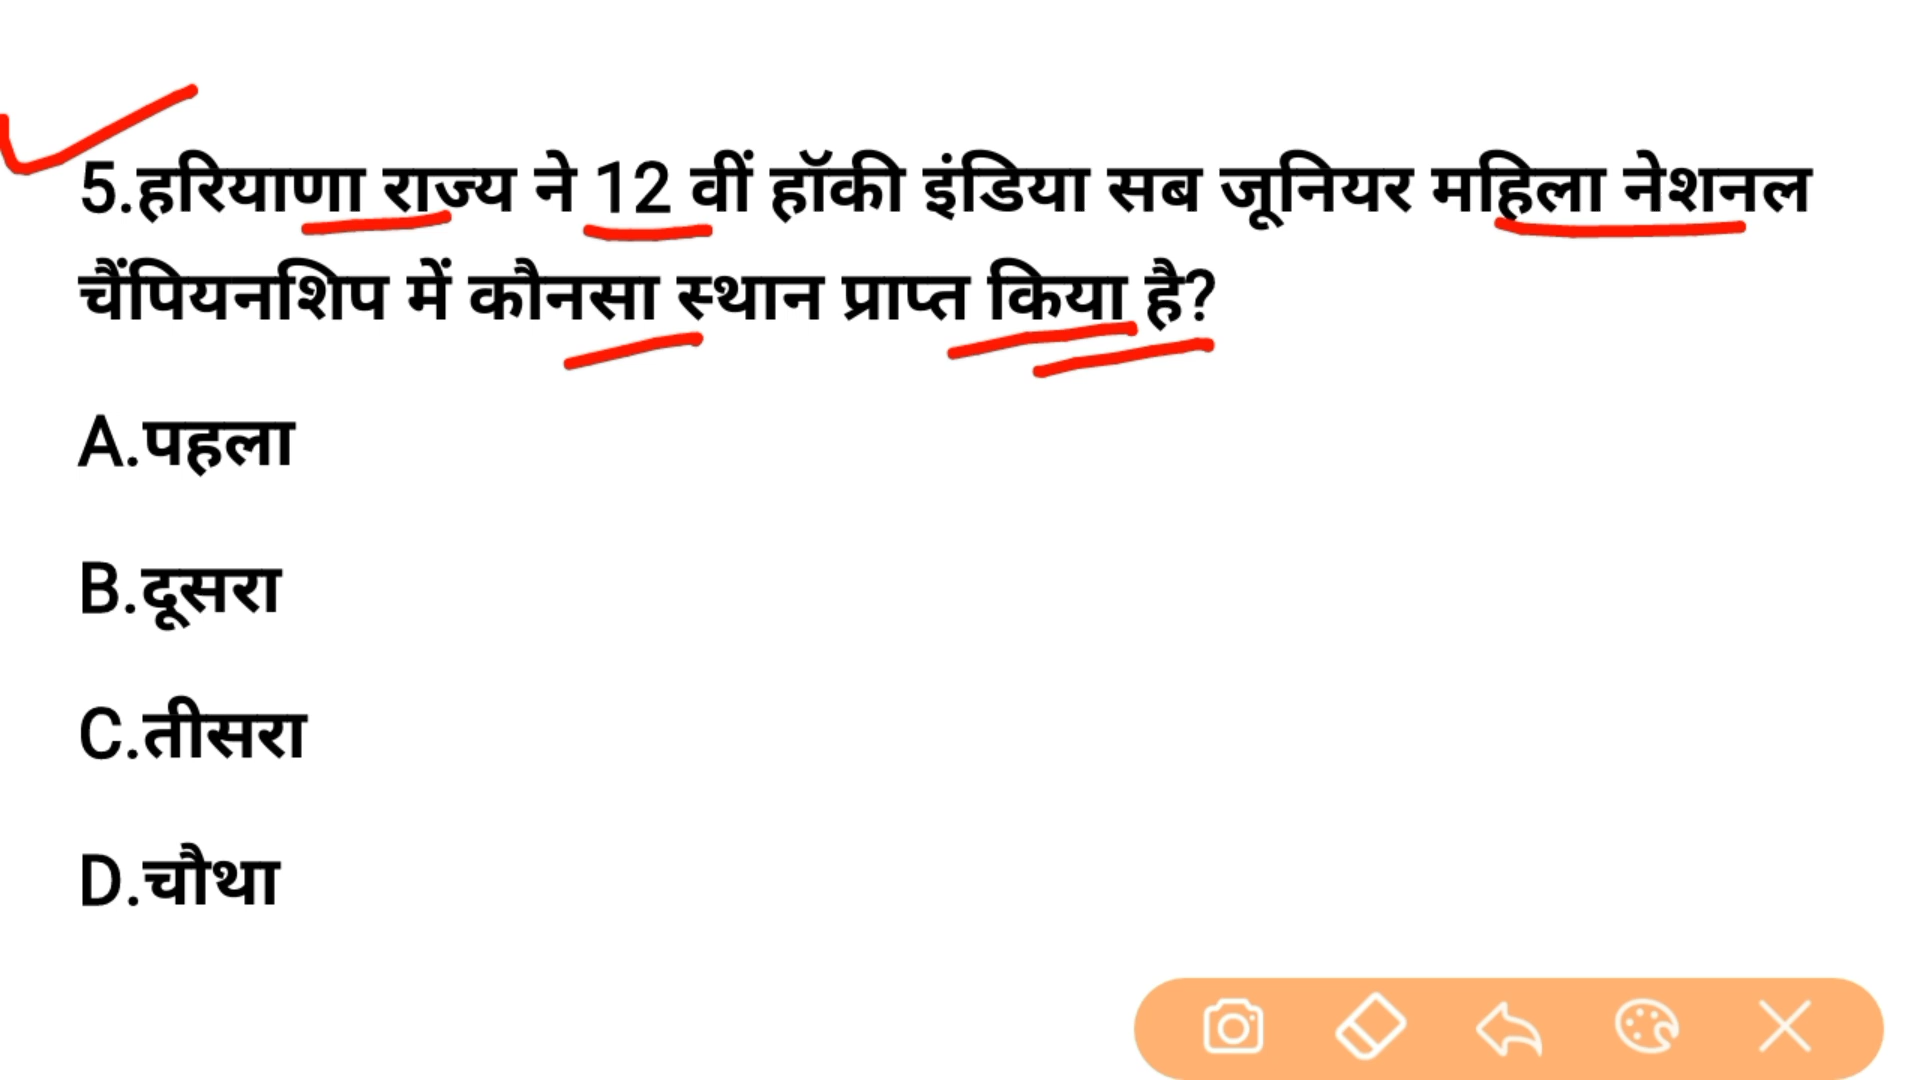 5.हरियाणा राज्य ने 12 वीं हॉकी इंडिया सब जूनियर महिला नेशनल
चैंपियनशिप में कौनसा स्थान प्राप्त किया है?
A.पहला
B.दूसरा
C.तीसरा
D.चौथा